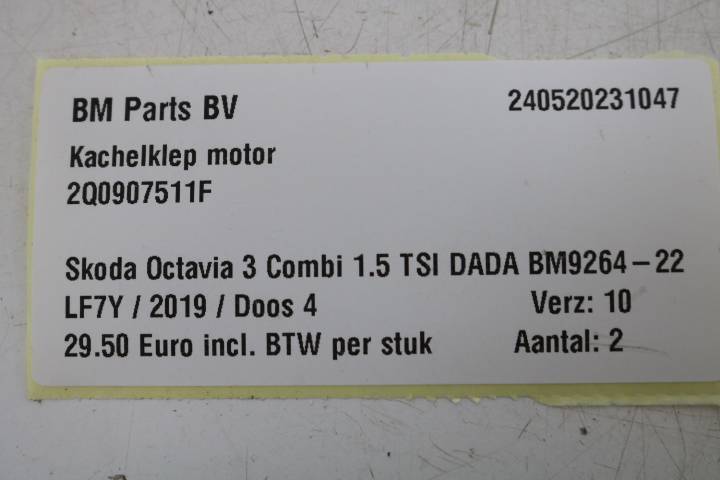 BM Parts BV 240520231047
Kachelklep motor
2Q0907511F
Skoda Octavia 3 Combi 1.5 TSI DADA BM9264-22
LF7Y / 2019 / Doos 4 Verz: 10
29.50 Euro incl. BTW per stuk Aantal: 2